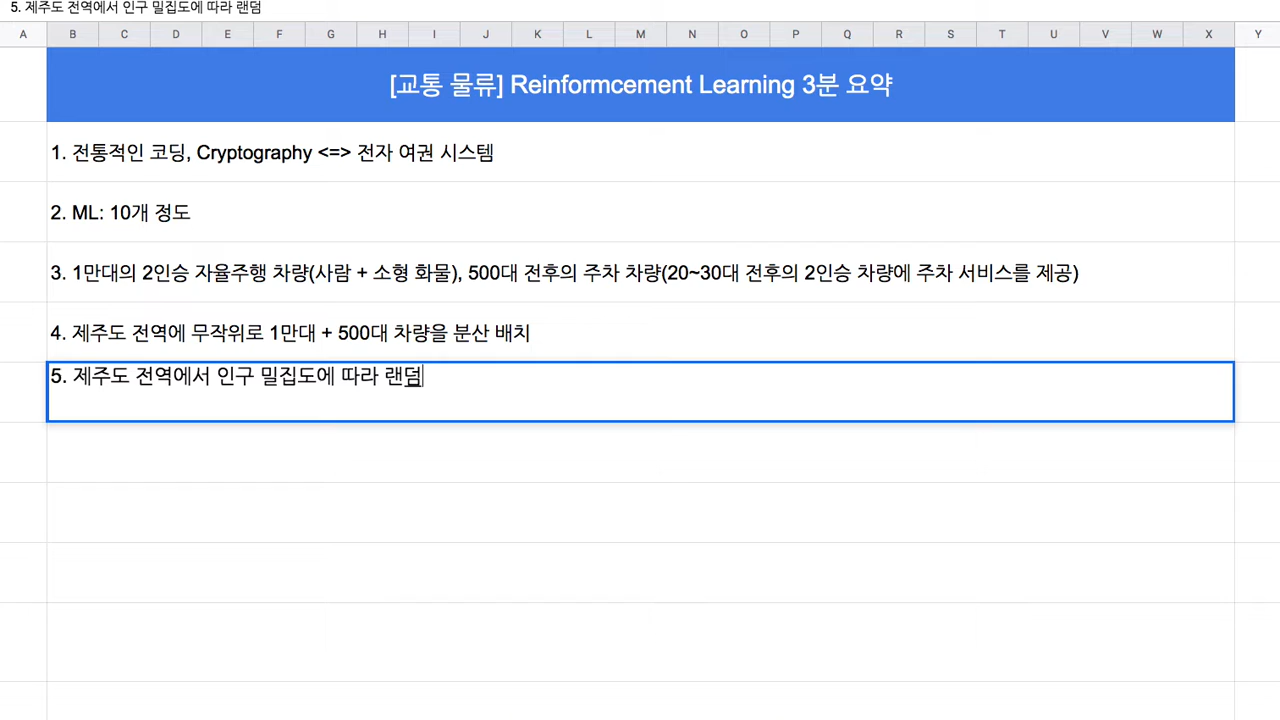 5. 제주도 전역에서 인구 밀집도에 따라 랜덤
A B C D E F G H I J K L M N O P Q R S T U V W X Y
[교통 물류] Reinformcement Learning 3분 요약
1. 전통적인 코딩, Cryptography <=> 전자 여권 시스템
2. ML: 10개 정도
3. 1만대의 2인승 자율주행 차량(사람 + 소형 화물), 500대 전후의 주차 차량(20~30대 전후의 2인승 차량에 주차 서비스를 제공)
4. 제주도 전역에 무작위로 1만대 + 500대 차량을 분산 배치
5. 제주도 전역에서 인구 밀집도에 따라 랜덤